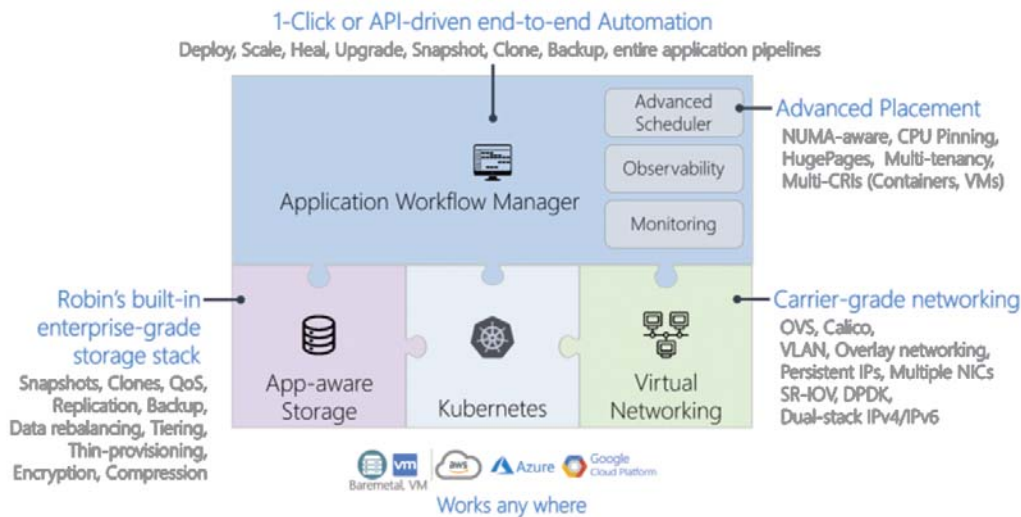 1-Click or API-driven end-to-end Automation
Deploy, Scale, Heal, Upgrade, Snapshot, Clone, Backup, entire application pipelines
Advanced
Scheduler
Observability
Monitoring
Application Workflow Manager
Advanced Placement
NUMA-aware, CPU Pinning,
HugePages, Multi-tenancy,
Multi-CRIs (Containers, VMs)
Robin's built-in
enterprise-grade
storage stack
Snapshots, Clones, QoS,
Replication, Backup,
Data rebalancing, Tiering,
Thin-provisioning,
Encryption, Compression
App-aware
Storage
Kubernetes
Virtual
Networking
Carrier-grade networking
OVS, Calico,
VLAN, Overlay networking,
Persistent IPs, Multiple NICs
SR-IOV, DPDK,
Dual-stack IPv4/IPv6
vm
Baremetal, VM
aws
Azure
Google
Cloud Platform
Works any where